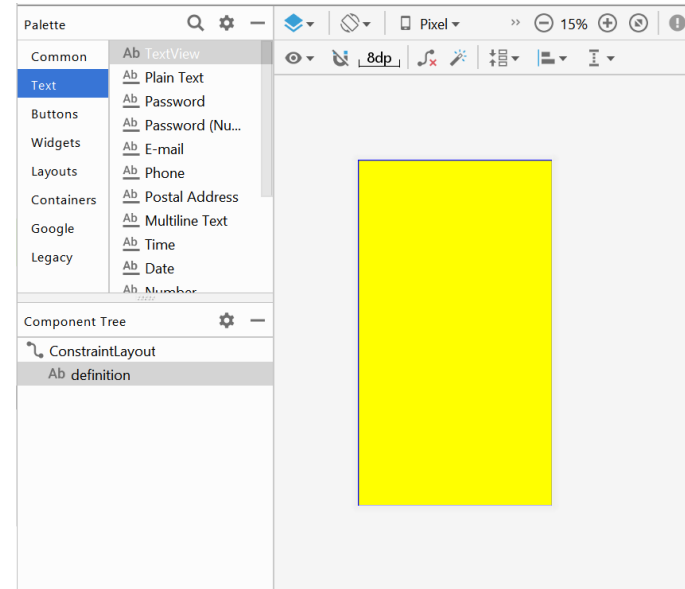 Palette
Common
Text
Buttons
Widgets
Layouts
Containers
Google
Legacy
Ab TextView
Ab Plain Text
Ab Password
Ab Password (Nu...
Ab E-mail
Ab Phone
Ab Postal Address
Ab Multiline Text
Ab Time
Ab Date
Ab Number
Component Tree
ConstraintLayout
Ab definition
Pixel
15%
8dp